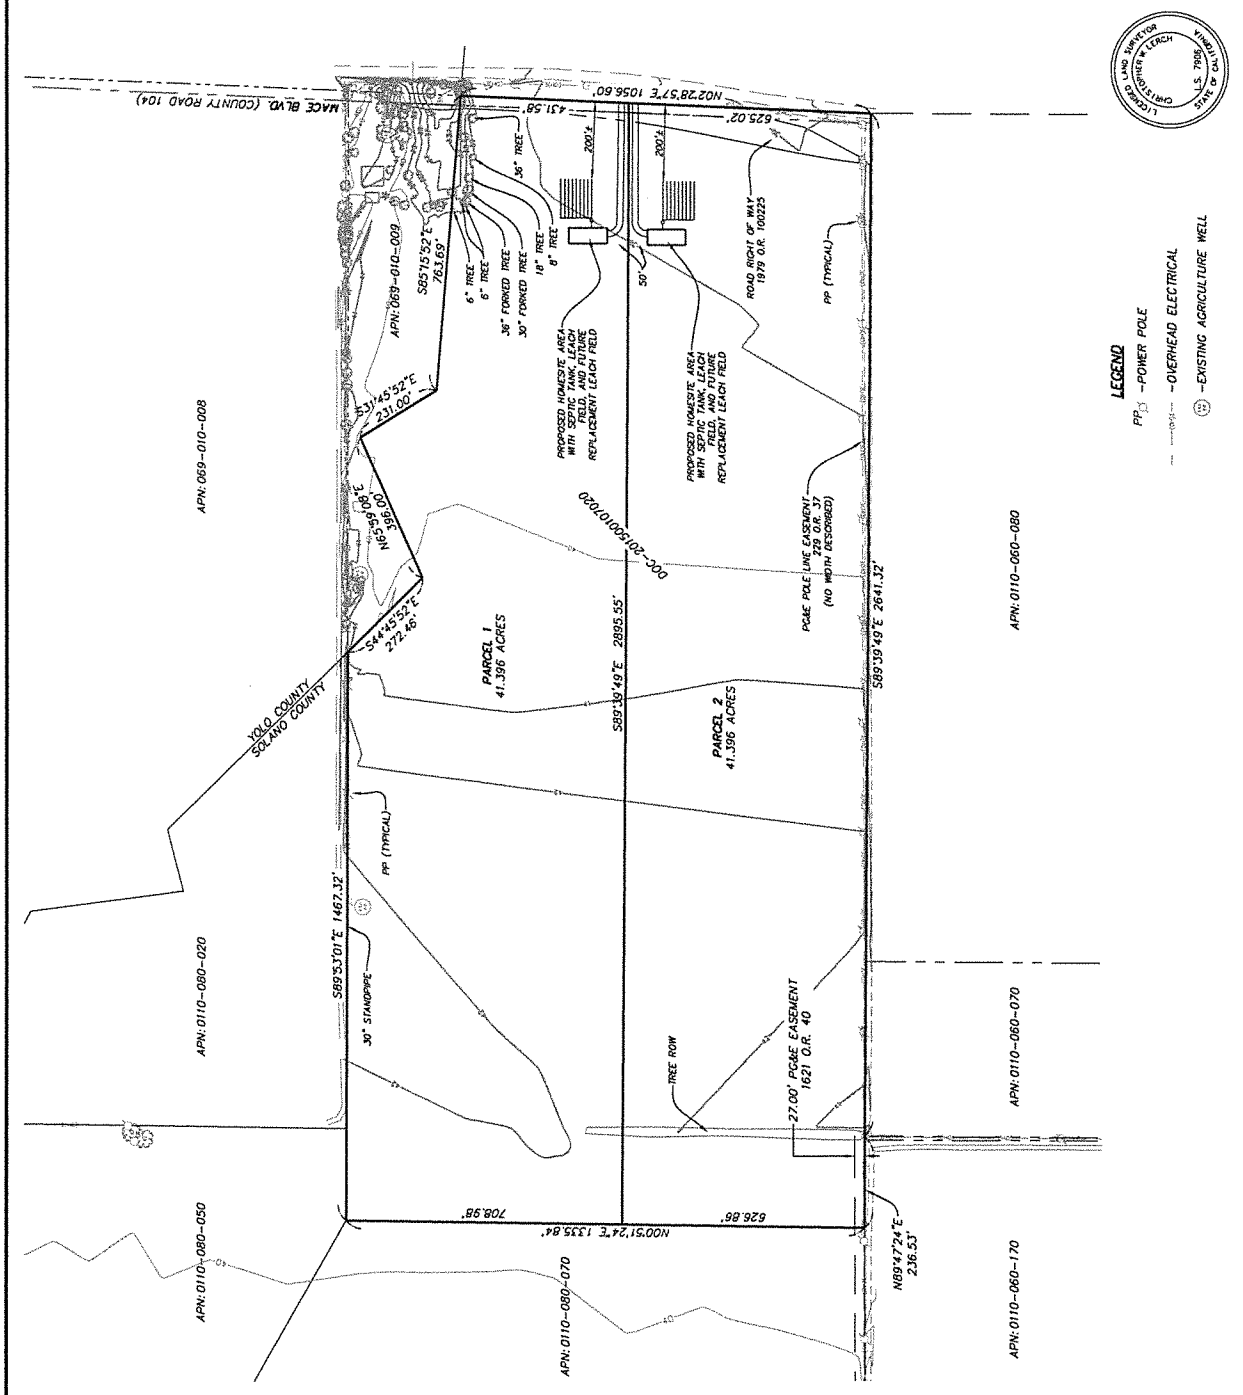 MACE BLVD. (COUNTY ROAD 104)
N02°28'57"E 1056.60'
431.58'
625.02'
36" TREE
200'±
200'±
APN: 069-010-009
S85°15'52"E
763.69'
6" TREE
6" TREE
36" FORKED TREE
30" FORKED TREE
18" TREE
8" TREE
50'
ROAD RIGHT OF WAY
1979 O.R. 100225
PP (TYPICAL)
S31°45'52"E
231.00'
PROPOSED HOMESITE AREA
WITH SEPTIC TANK, LEACH
FIELD, AND FUTURE
REPLACEMENT LEACH FIELD
PROPOSED HOMESITE AREA
WITH SEPTIC TANK, LEACH
FIELD, AND FUTURE
REPLACEMENT LEACH FIELD
APN: 069-010-008
N65°59'08"E
396.00'
DOC-201500107020
PG&E POLE LINE EASEMENT
229 O.R. 37
(NO WIDTH DESCRIBED)
APN: 0110-060-080
S44°45'52"E
272.46'
PARCEL 1
41.396 ACRES
S89°39'49"E 2895.55'
S89°39'49"E 2641.32'
YOLO COUNTY
SOLANO COUNTY
PARCEL 2
41.396 ACRES
PP (TYPICAL)
S89°53'01"E 1467.32'
30" STANDPIPE
APN: 0110-080-020
TREE ROW
27.00' PG&E EASEMENT
1621 O.R. 40
APN: 0110-060-070
708.98'
626.86'
N00°51'24"E 1335.84'
N89°47'24"E
236.53'
APN: 0110-080-050
APN: 0110-080-070
APN: 0110-060-170
LICENSED LAND SURVEYOR
CHRISTOPHER W. LERCH
L.S. 7906
STATE OF CALIFORNIA
LEGEND
PP -POWER POLE
-OVERHEAD ELECTRICAL
-EXISTING AGRICULTURE WELL